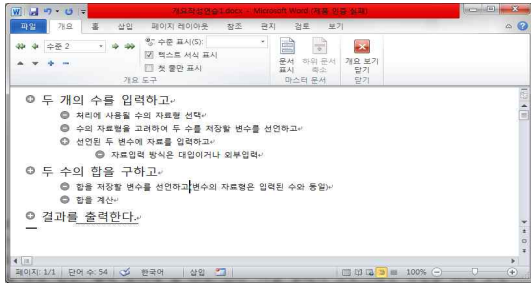 개요작성연습1.docx - Microsoft Word(제품 인증 실패)
파일 개요 홈 삽입 페이지 레이아웃 참조 편지 검토 보기
수준 2 수준 표시(S):
텍스트 서식 표시
첫 줄만 표시
문서 표시 하위 문서 축소 개요 보기 닫기
개요 도구 마스터 문서 닫기
두 개의 수를 입력하고
처리에 사용될 수의 자료형 선택
수의 자료형을 고려하여 두 수를 저장할 변수를 선언하고
선언된 두 변수에 자료를 입력하고
자료입력 방식은 대입이거나 외부입력
두 수의 합을 구하고
합을 저장할 변수를 선언하고(변수의 자료형은 입력된 수와 동일)
합을 계산
결과를 출력한다.
페이지: 1/1 단어 수: 54 한국어 삽입 100%